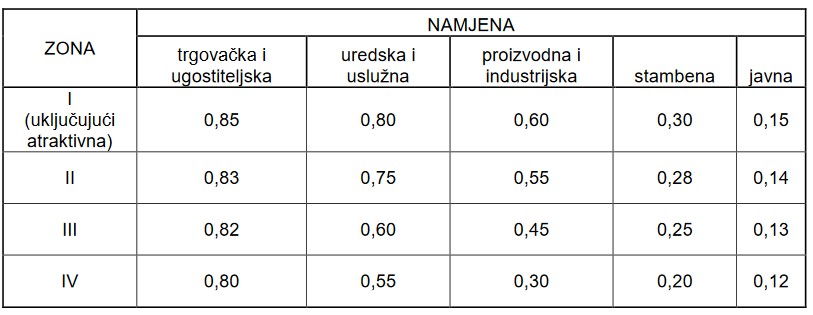 ZONA
NAMJENA
trgovačka i
ugostiteljska
uredska i
uslužna
proizvodna i
industrijska
stambena
javna
I
(uključujući
atraktivna)
0,85
0,80
0,60
0,30
0,15
II
0,83
0,75
0,55
0,28
0,14
III
0,82
0,60
0,45
0,25
0,13
IV
0,80
0,55
0,30
0,20
0,12